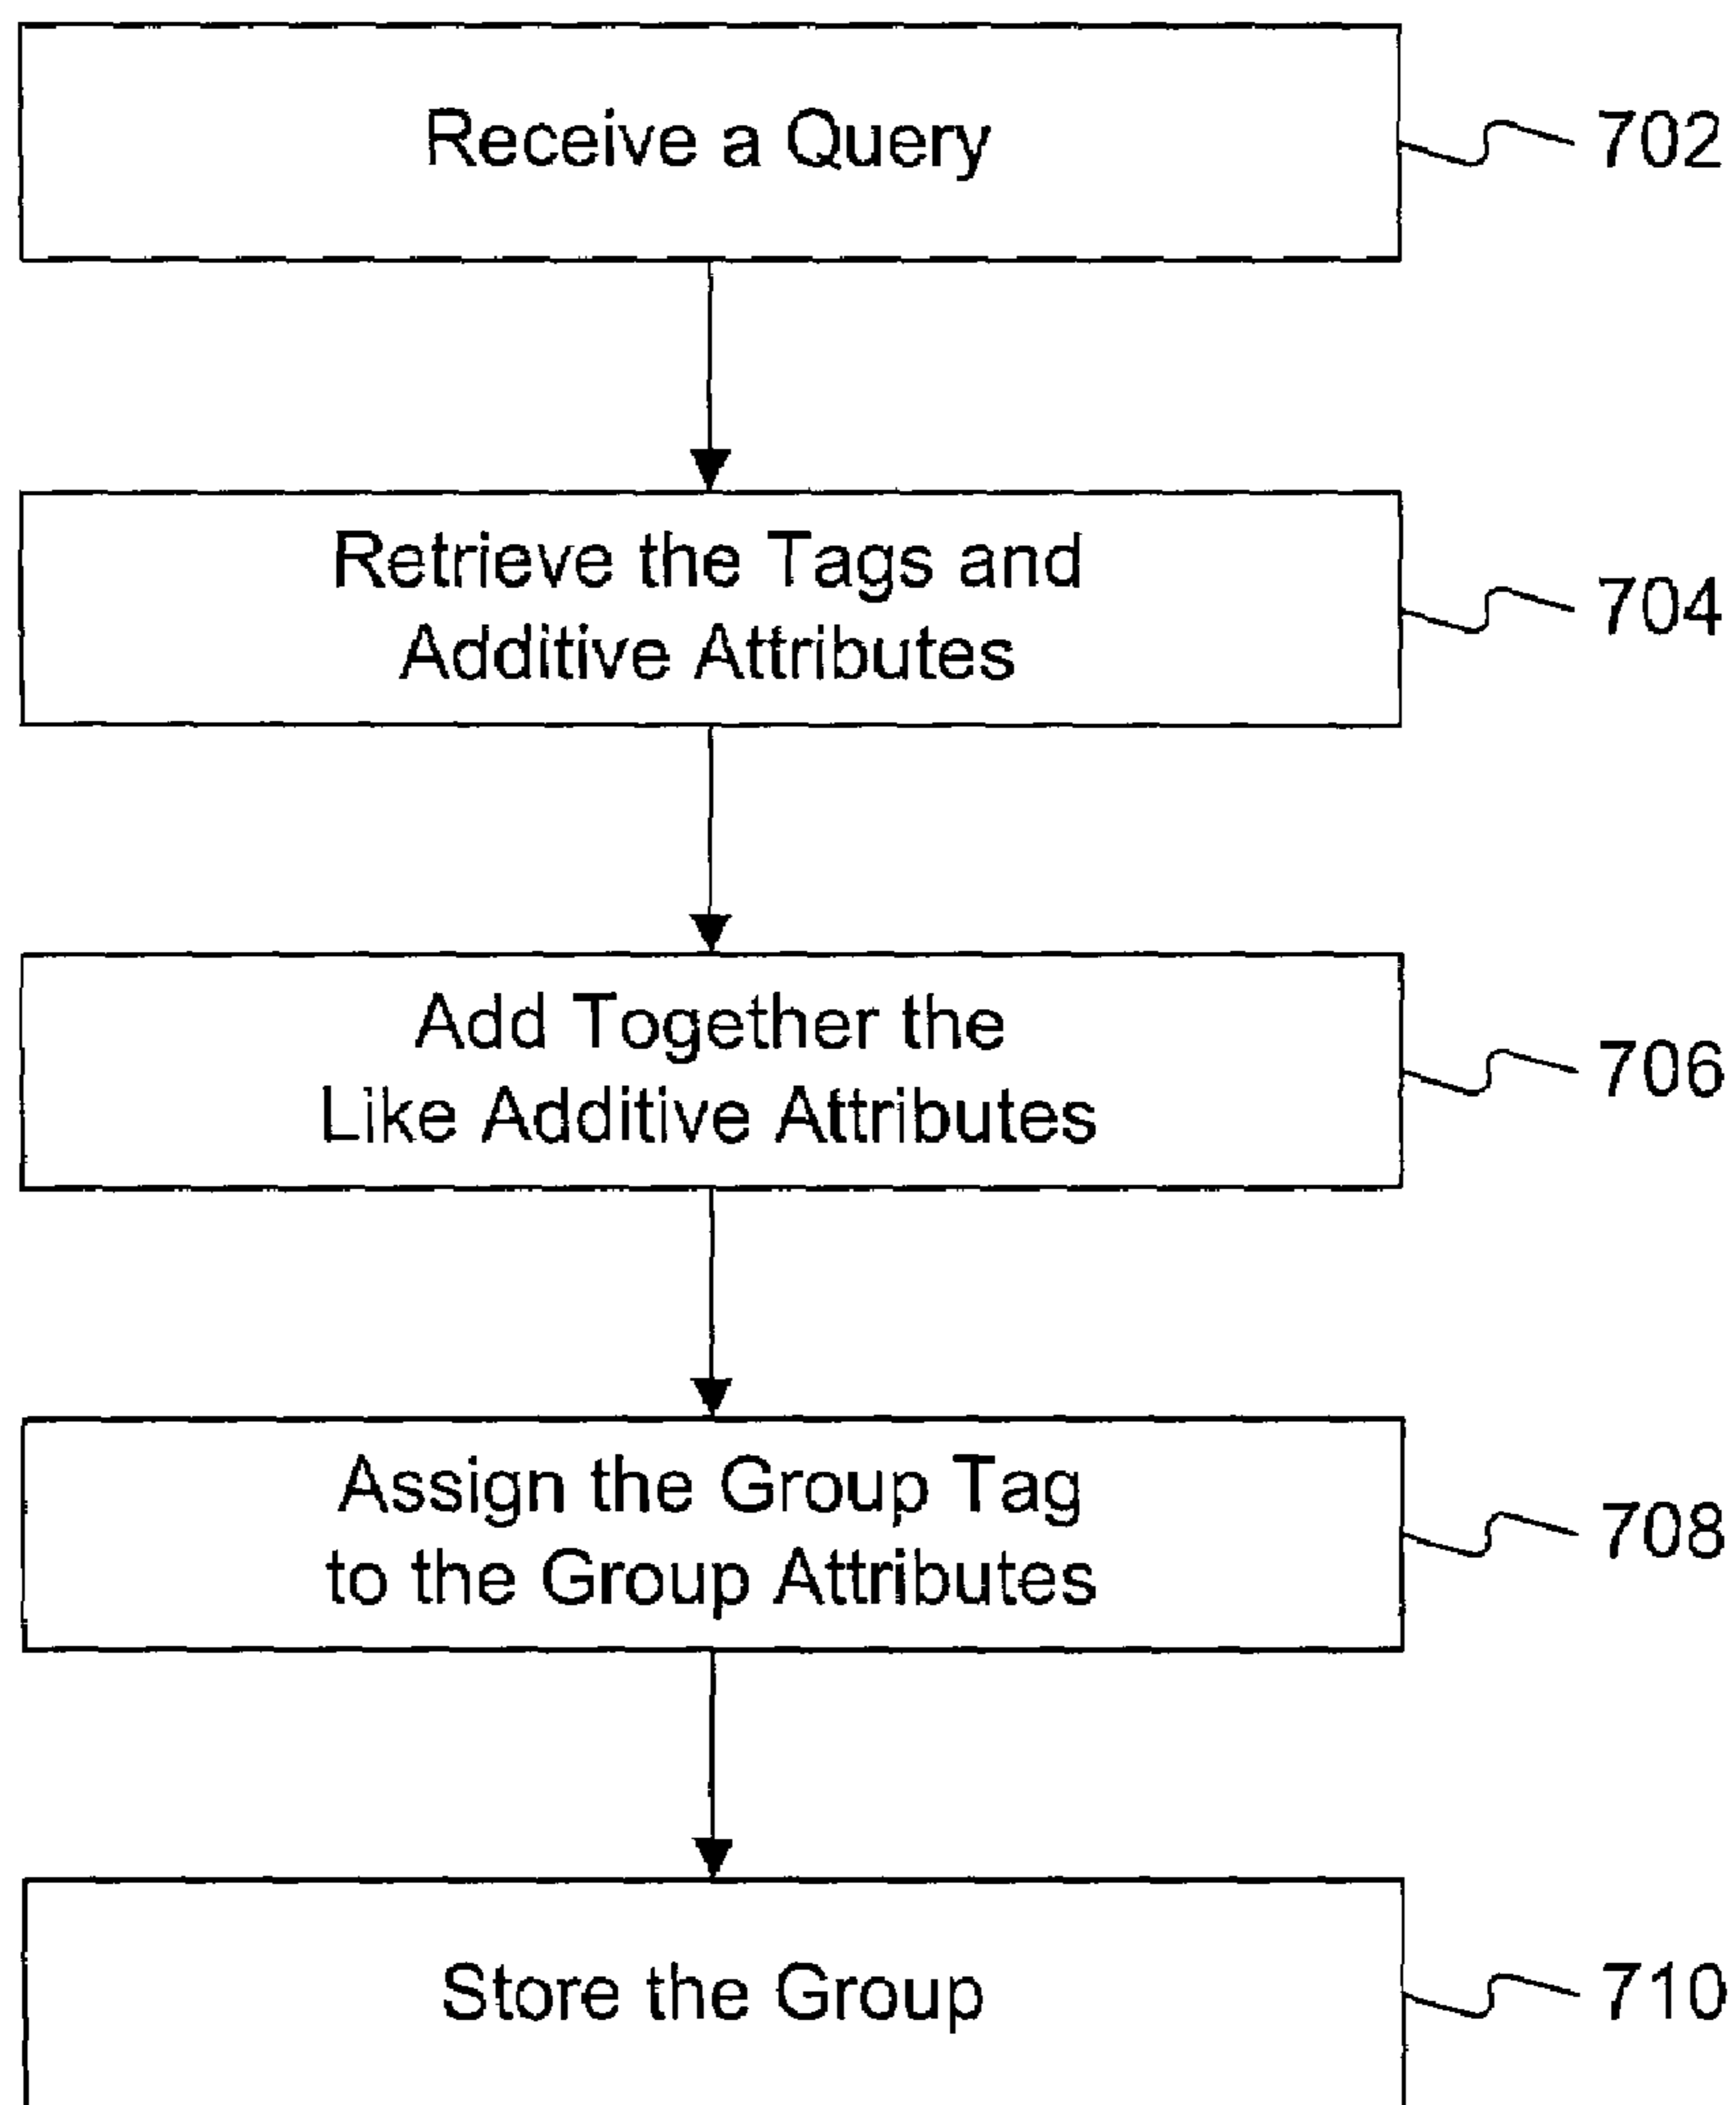 Receive a Query
702
Retrieve the Tags and
Additive Attributes
704
Add Together the
Like Additive Attributes
706
Assign the Group Tag
to the Group Attributes
708
Store the Group
710